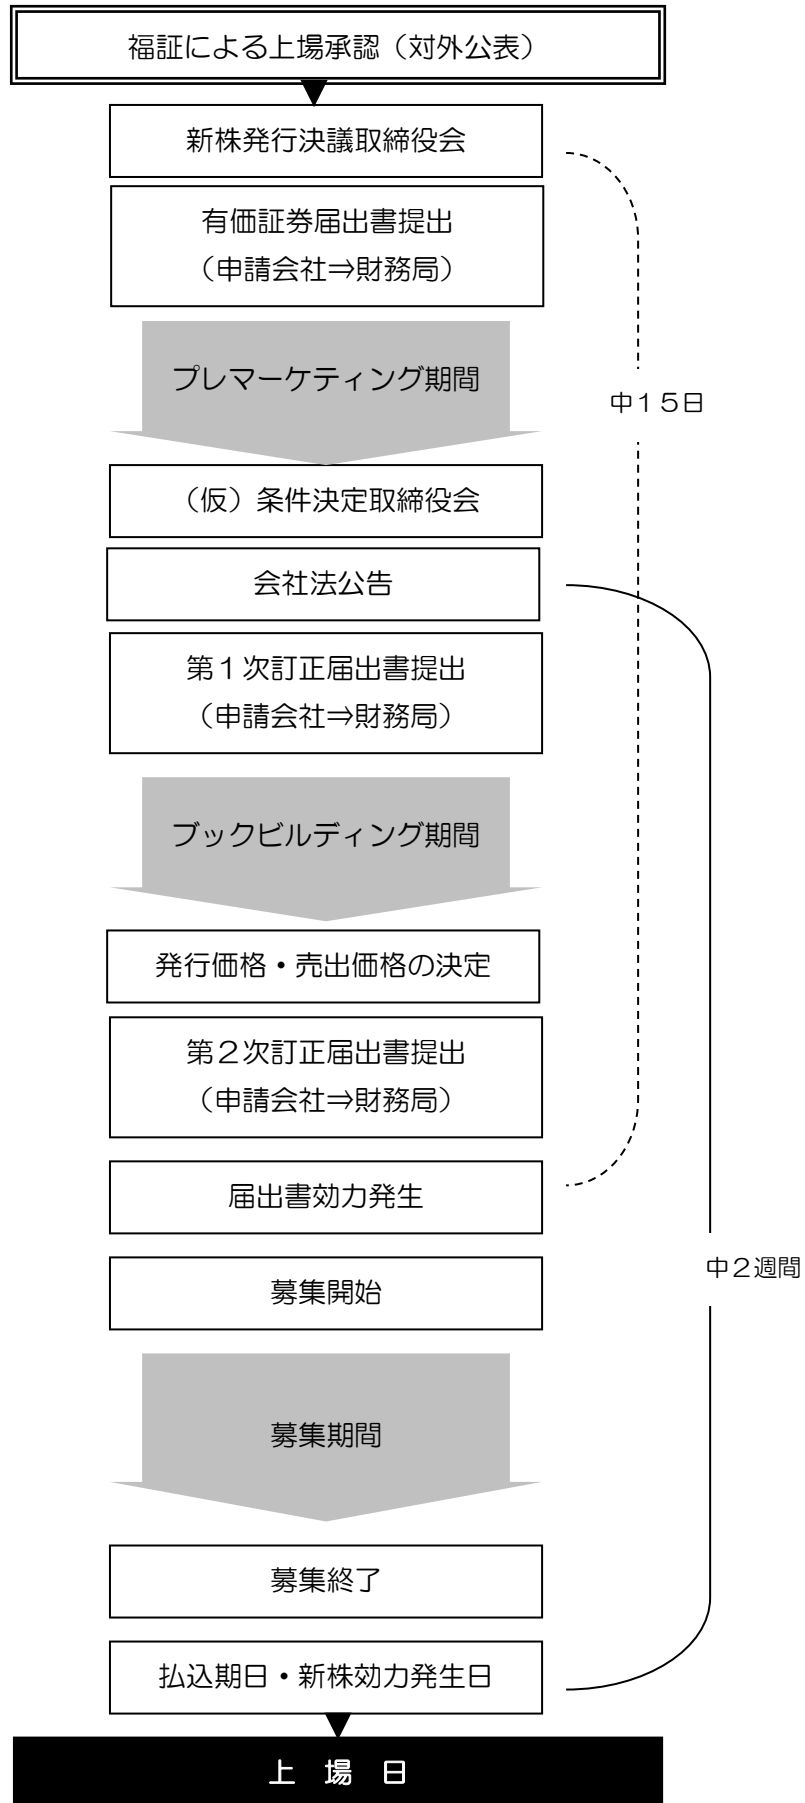 福証による上場承認（対外公表）
新株発行決議取締役会
有価証券届出書提出
（申請会社⇒財務局）
プレマーケティング期間
中１５日
（仮）条件決定取締役会
会社法公告
第１次訂正届出書提出
（申請会社⇒財務局）
ブックビルディング期間
発行価格・売出価格の決定
第２次訂正届出書提出
（申請会社⇒財務局）
届出書効力発生
中２週間
募集開始
募集期間
募集終了
払込期日・新株効力発生日
上　場　日